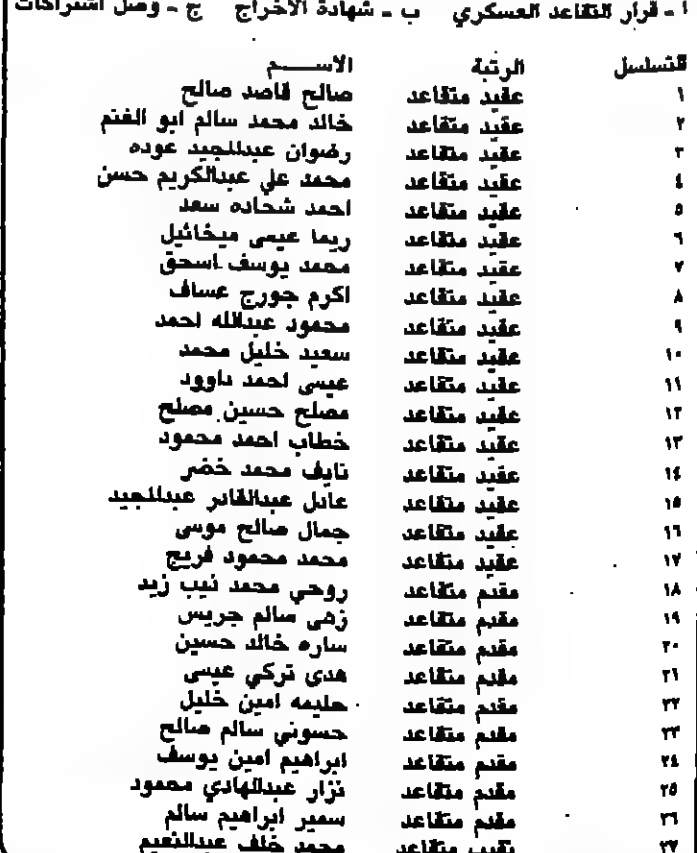 ا ـ قرار التقاعد العسكري ب ـ شهادة الاخراج ج ـ وصل اشتراكات
التسلسل الرتبة الاســـم
١ عقيد متقاعد صالح قاصد صالح
٢ عقيد متقاعد خالد محمد سالم ابو الغنم
٣ عقيد متقاعد رضوان عبدالمجيد عوده
٤ عقيد متقاعد محمد علي عبدالكريم حسن
٥ عقيد متقاعد احمد شحاده سعد
٦ عقيد متقاعد ريما عيسى ميخائيل
٧ عقيد متقاعد محمد يوسف اسحق
٨ عقيد متقاعد اكرم جورج عساف
٩ عقيد متقاعد محمود عبدالله احمد
١٠ عقيد متقاعد سعيد خليل محمد
١١ عقيد متقاعد عيسى احمد داوود
١٢ عقيد متقاعد مصلح حسين مصلح
١٣ عقيد متقاعد خطاب احمد محمود
١٤ عقيد متقاعد نايف محمد خضر
١٥ عقيد متقاعد عادل عبدالقادر عبدالمجيد
١٦ عقيد متقاعد جمال صالح موسى
١٧ عقيد متقاعد محمد محمود فريج
١٨ مقدم متقاعد روحي محمد ذيب زيد
١٩ مقدم متقاعد زهى سالم جريس
٢٠ مقدم متقاعد ساره خالد حسين
٢١ مقدم متقاعد هدى تركي عيسى
٢٢ مقدم متقاعد حليمه امين خليل
٢٣ مقدم متقاعد حسوني سالم صالح
٢٤ مقدم متقاعد ابراهيم امين يوسف
٢٥ مقدم متقاعد نزار عبدالهادي محمود
٢٦ مقدم متقاعد سمير ابراهيم سالم
٢٧ نقيب متقاعد محمد خلف عبدالنعيم